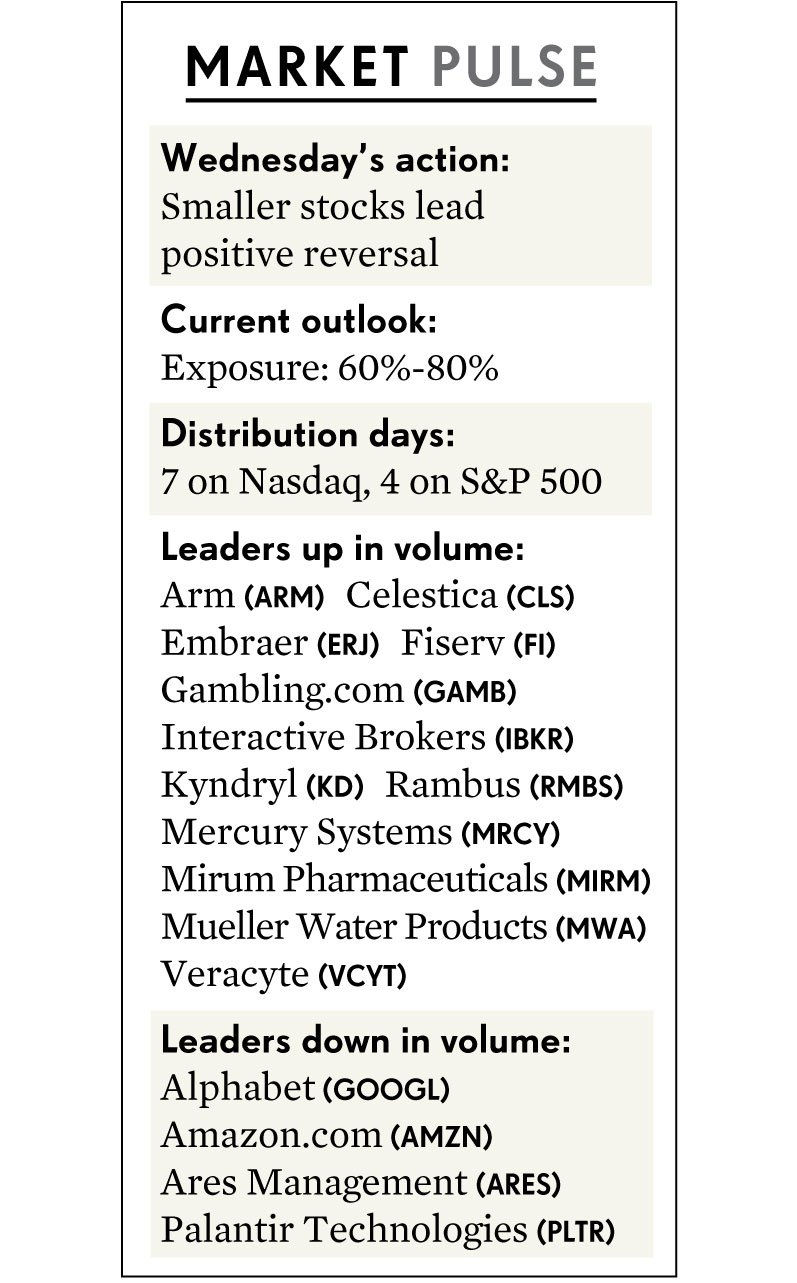 MARKET PULSE
Wednesday’s action:
Smaller stocks lead
positive reversal
Current outlook:
Exposure: 60%-80%
Distribution days:
7 on Nasdaq, 4 on S&P 500
Leaders up in volume:
Arm (ARM) Celestica (CLS)
Embraer (ERJ) Fiserv (FI)
Gambling.com (GAMB)
Interactive Brokers (IBKR)
Kyndryl (KD) Rambus (RMBS)
Mercury Systems (MRCY)
Mirum Pharmaceuticals (MIRM)
Mueller Water Products (MWA)
Veracyte (VCYT)
Leaders down in volume:
Alphabet (GOOGL)
Amazon.com (AMZN)
Ares Management (ARES)
Palantir Technologies (PLTR)